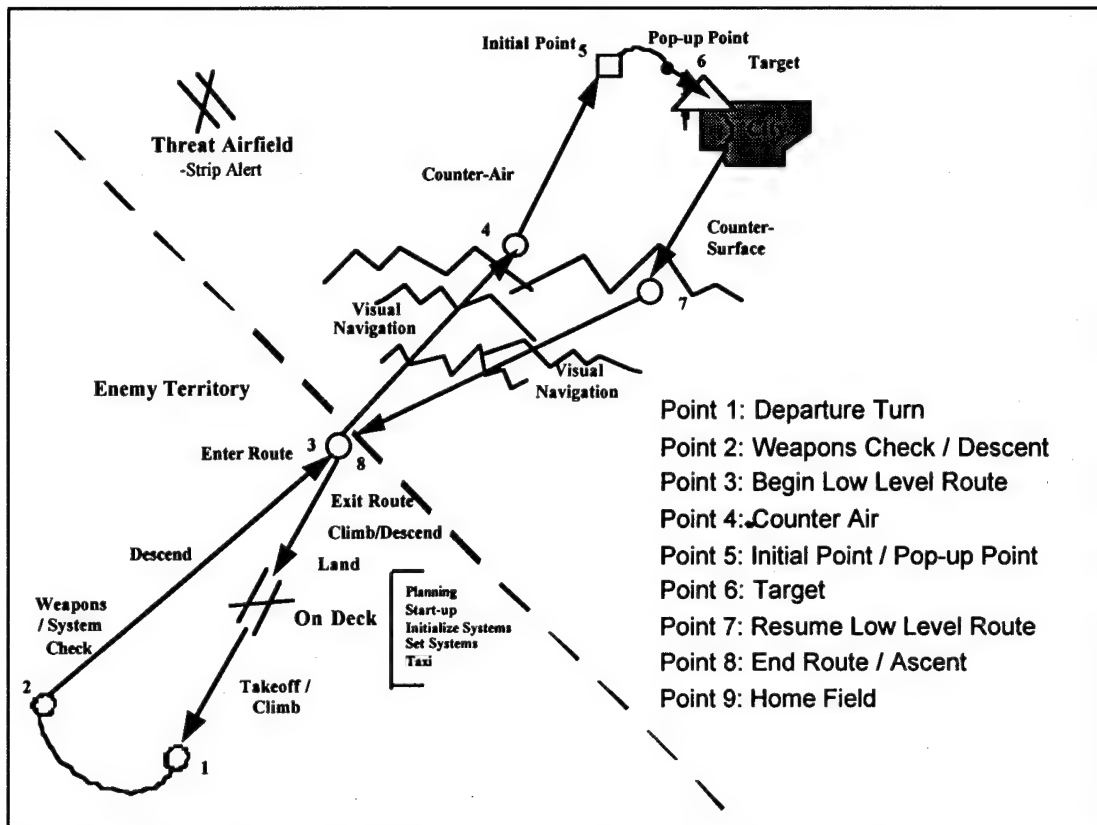 Initial Point
5
Pop-up Point
6
Target
City
Threat Airfield
-Strip Alert
Counter-Air
4
Counter-
Surface
7
Visual
Navigation
Visual
Navigation
Enemy Territory
Enter Route
3
8
Exit Route
Climb/Descend
Land
Descend
On Deck
Planning
Start-up
Initialize Systems
Set Systems
Taxi
Weapons
/ System
Check
2
Takeoff /
Climb
1
Point 1: Departure Turn
Point 2: Weapons Check / Descent
Point 3: Begin Low Level Route
Point 4: Counter Air
Point 5: Initial Point / Pop-up Point
Point 6: Target
Point 7: Resume Low Level Route
Point 8: End Route / Ascent
Point 9: Home Field